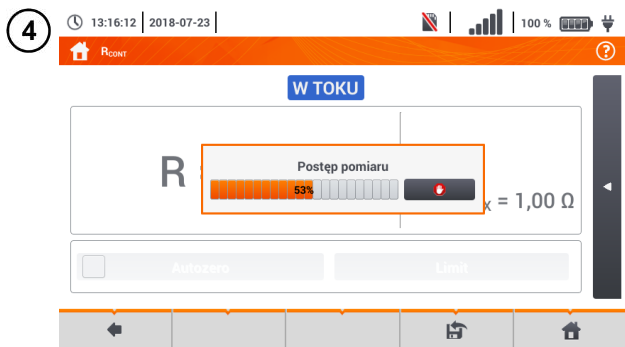 4
13:16:12 2018-07-23 100 %
RCONT ?
W TOKU
Postęp pomiaru
53%
R
x = 1,00 Ω
Autozero Limit